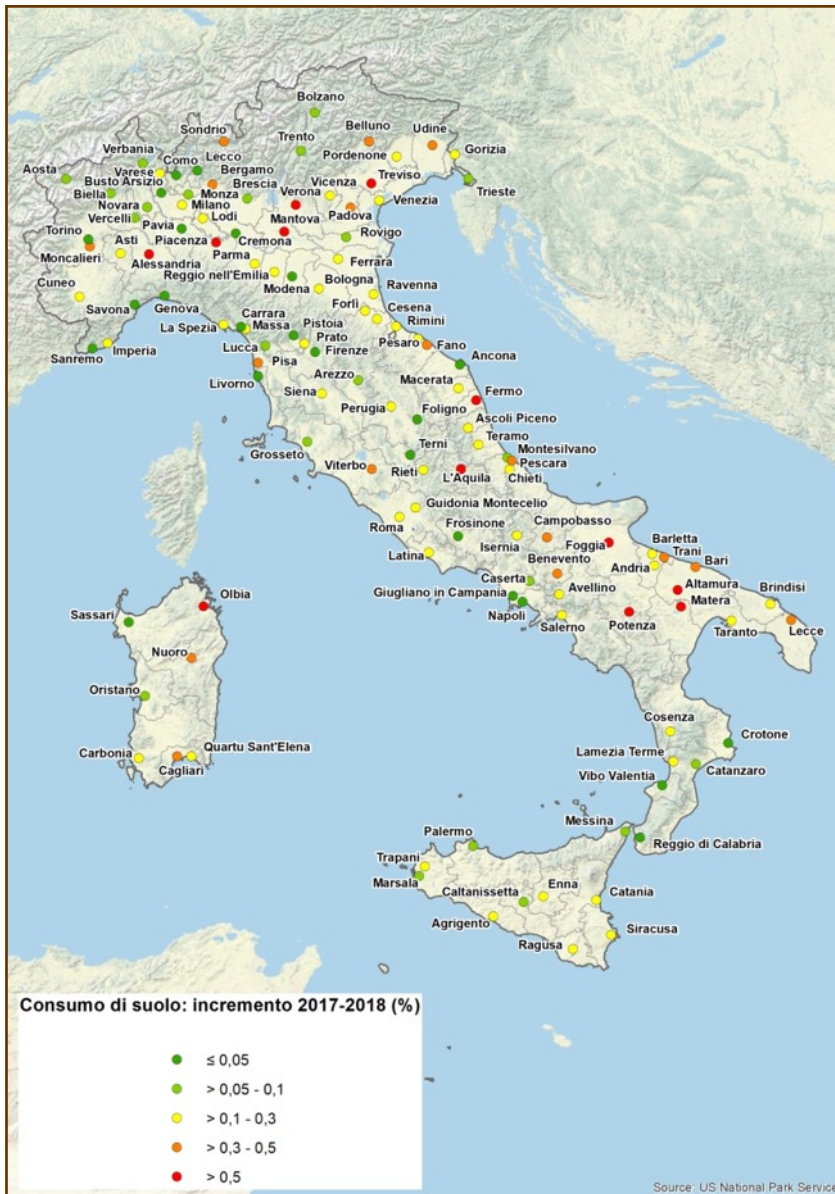 Bolzano
Sondrio
Belluno
Udine
Verbania
Trento
Lecco
Pordenone
Gorizia
Aosta
Varese
Como
Bergamo
Treviso
Busto Arsizio
Brescia
Verona
Vicenza
Trieste
Biella
Monza
Novara
Milano
Mantova
Padova
Venezia
Vercelli
Lodi
Torino
Pavia
Rovigo
Asti
Piacenza
Cremona
Moncalieri
Parma
Ferrara
Alessandria
Reggio nell'Emilia
Cuneo
Modena
Bologna
Ravenna
Savona
Genova
Carrara
Forlì
Cesena
La Spezia
Massa
Pistoia
Rimini
Prato
Pesaro
Fano
Sanremo
Imperia
Lucca
Firenze
Pisa
Ancona
Livorno
Arezzo
Macerata
Siena
Fermo
Perugia
Foligno
Ascoli Piceno
Teramo
Grosseto
Terni
Montesilvano
Viterbo
Rieti
Pescara
L'Aquila
Chieti
Guidonia Montecelio
Roma
Frosinone
Campobasso
Isernia
Foggia
Barletta
Latina
Benevento
Trani
Andria
Bari
Caserta
Avellino
Altamura
Giugliano in Campania
Brindisi
Olbia
Napoli
Matera
Sassari
Salerno
Potenza
Taranto
Lecce
Nuoro
Oristano
Cosenza
Crotone
Carbonia
Quartu Sant'Elena
Lamezia Terme
Cagliari
Catanzaro
Vibo Valentia
Messina
Palermo
Reggio di Calabria
Trapani
Marsala
Caltanissetta
Enna
Catania
Agrigento
Siracusa
Ragusa
Consumo di suolo: incremento 2017-2018 (%)
≤ 0,05
> 0,05 - 0,1
> 0,1 - 0,3
> 0,3 - 0,5
> 0,5
Source: US National Park Service